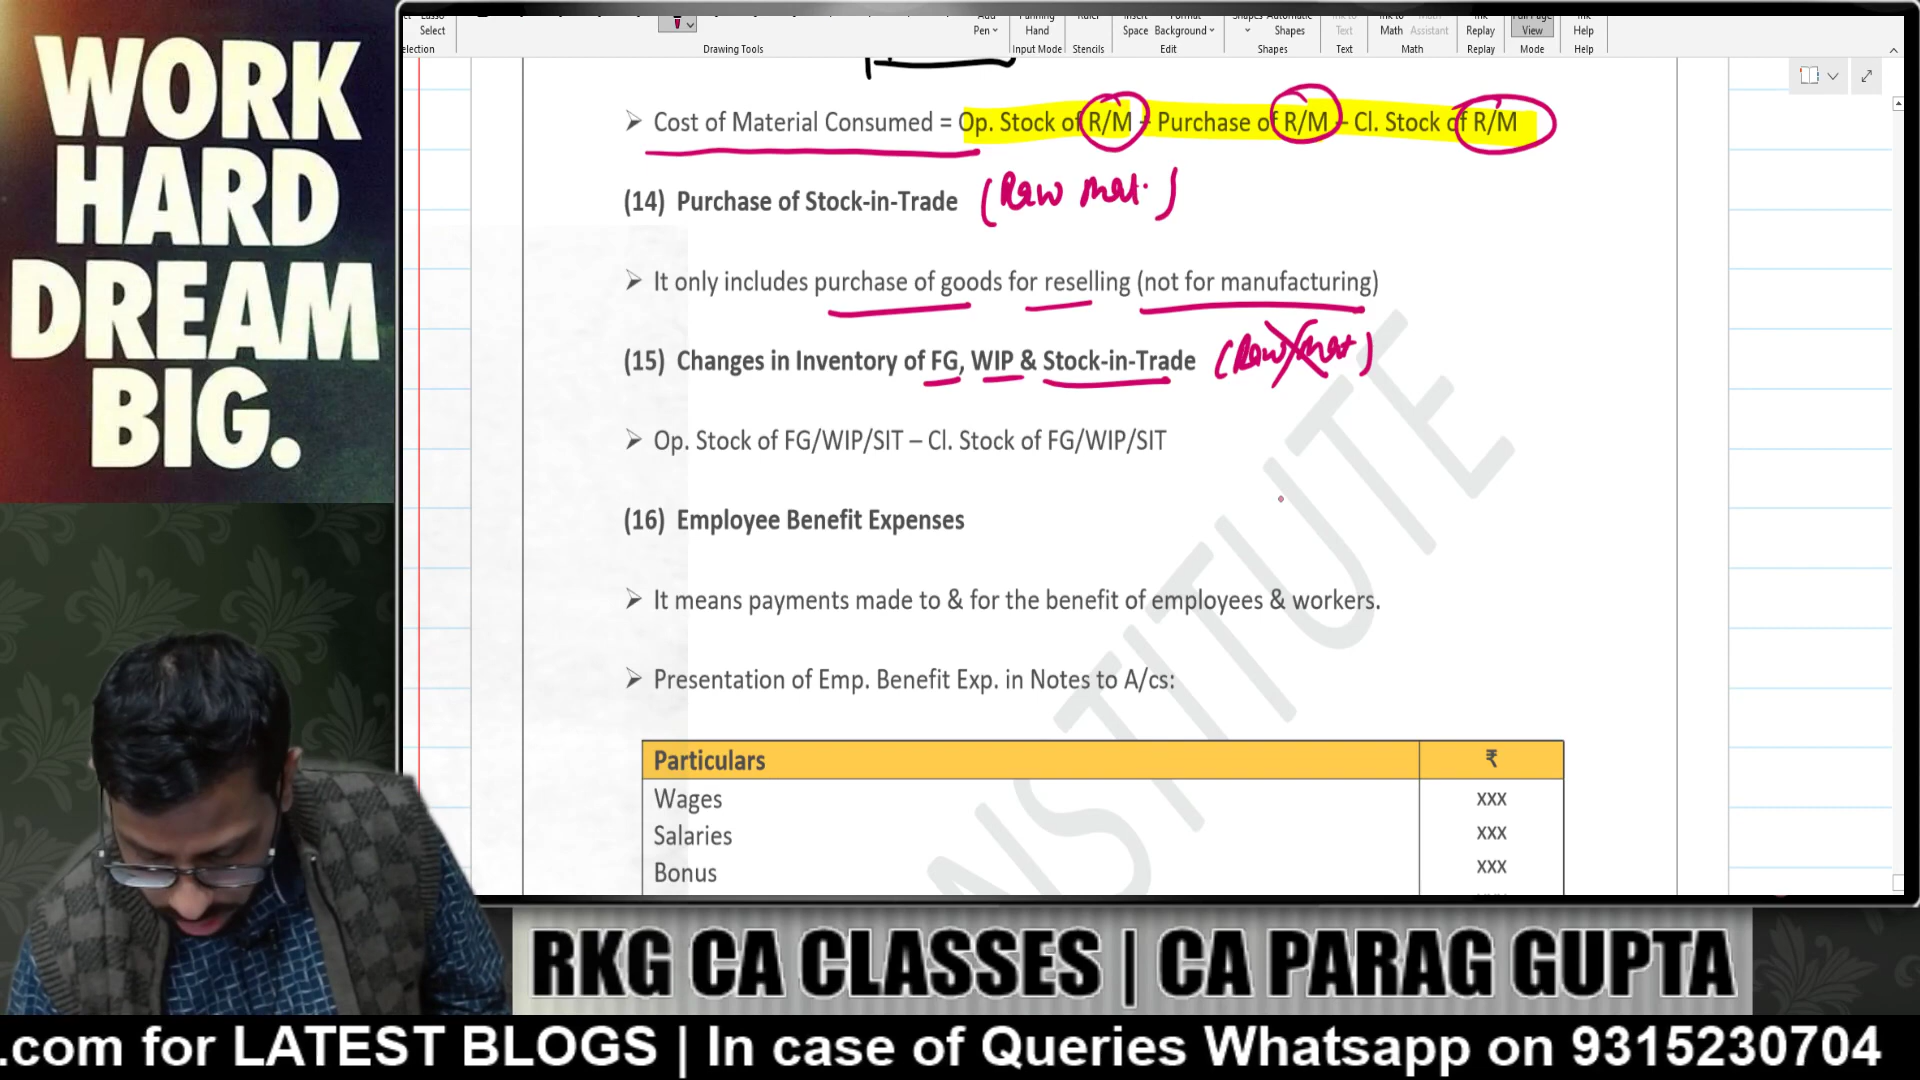 WORK
HARD
DREAM
BIG.
Select
Drawing Tools
Pen
Hand
Input Mode
Stencils
Space
Background
Edit
Shapes
Shapes
Text
Text
Math
Assistant
Math
Replay
Replay
View
Mode
Help
Help
Cost of Material Consumed = Op. Stock of R/M + Purchase of R/M – Cl. Stock of R/M
(14) Purchase of Stock-in-Trade (Raw mat.)
It only includes purchase of goods for reselling (not for manufacturing)
(15) Changes in Inventory of FG, WIP & Stock-in-Trade (Raw mat)
Op. Stock of FG/WIP/SIT – Cl. Stock of FG/WIP/SIT
(16) Employee Benefit Expenses
It means payments made to & for the benefit of employees & workers.
Presentation of Emp. Benefit Exp. in Notes to A/cs:
Particulars ₹
Wages xxx
Salaries xxx
Bonus xxx
INSTITUTE
RKG CA CLASSES | CA PARAG GUPTA
.com for LATEST BLOGS | In case of Queries Whatsapp on 9315230704